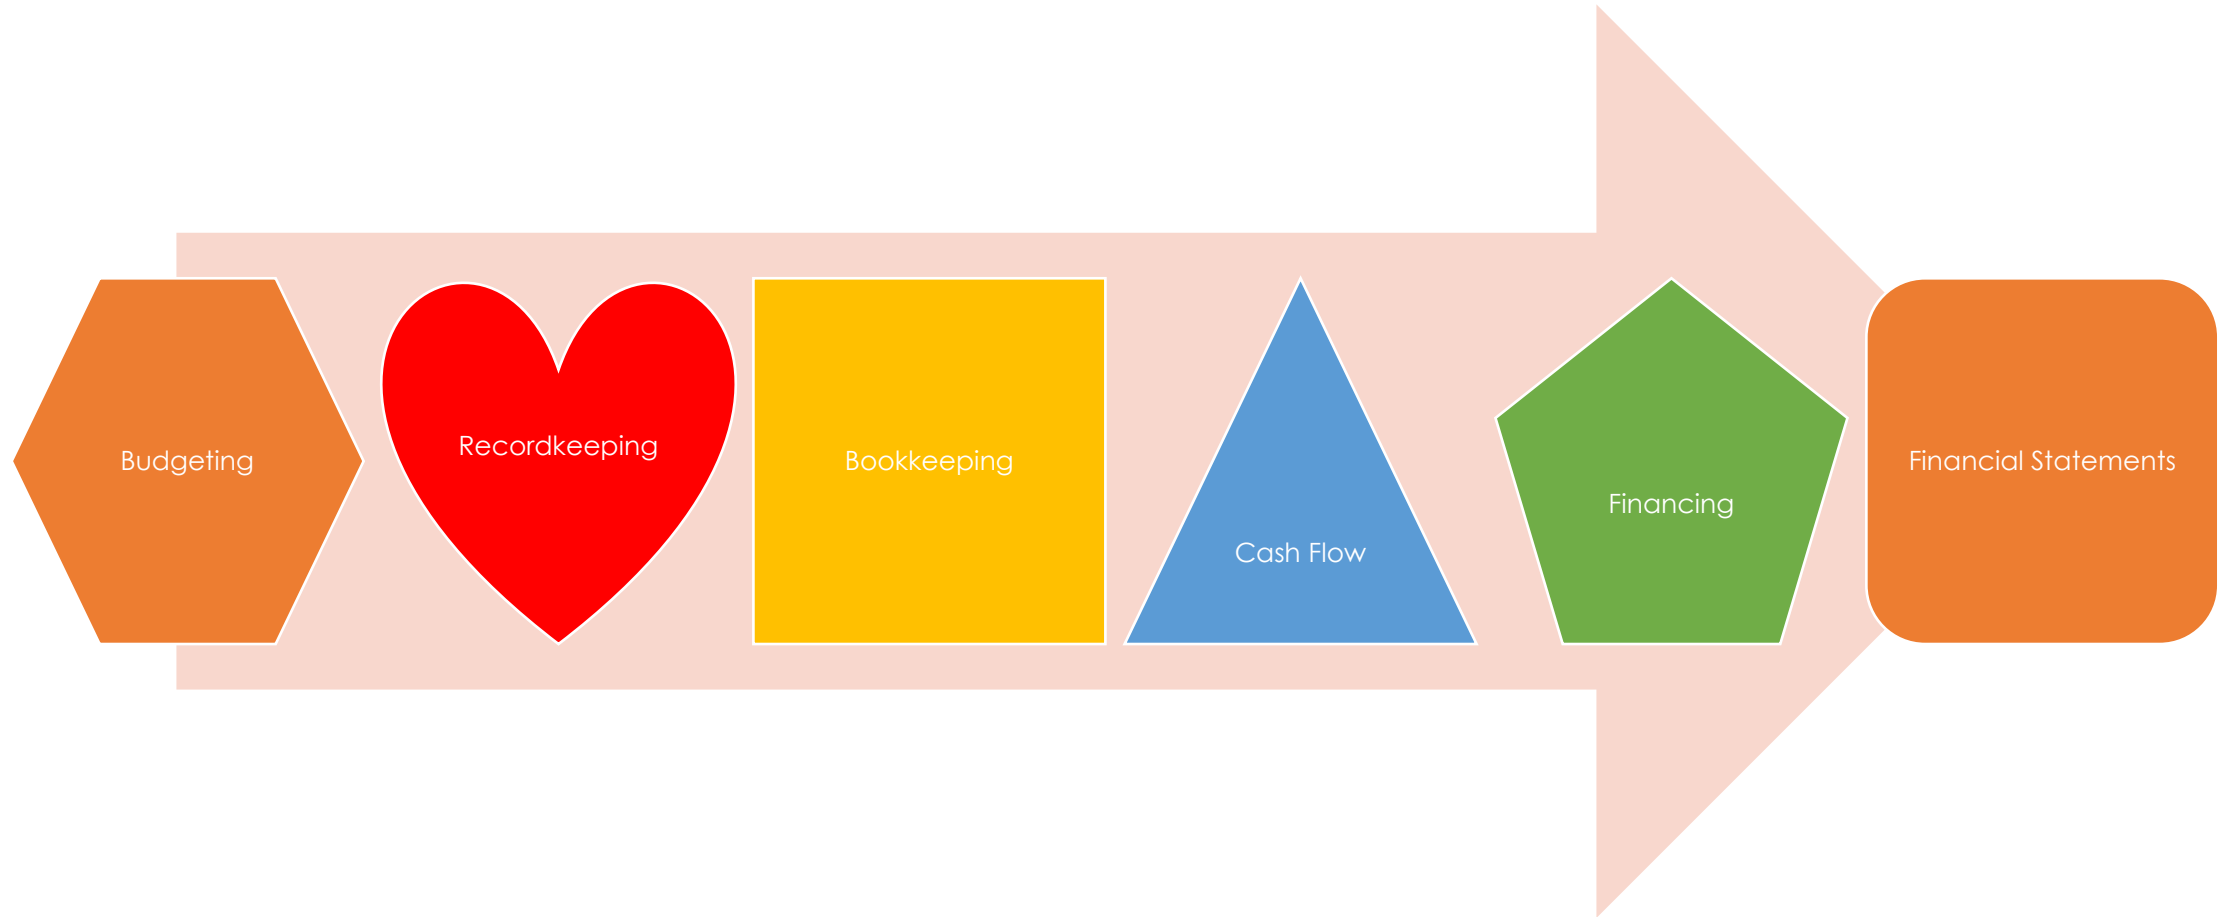 Budgeting
Recordkeeping
Bookkeeping
Cash Flow
Financing
Financial Statements